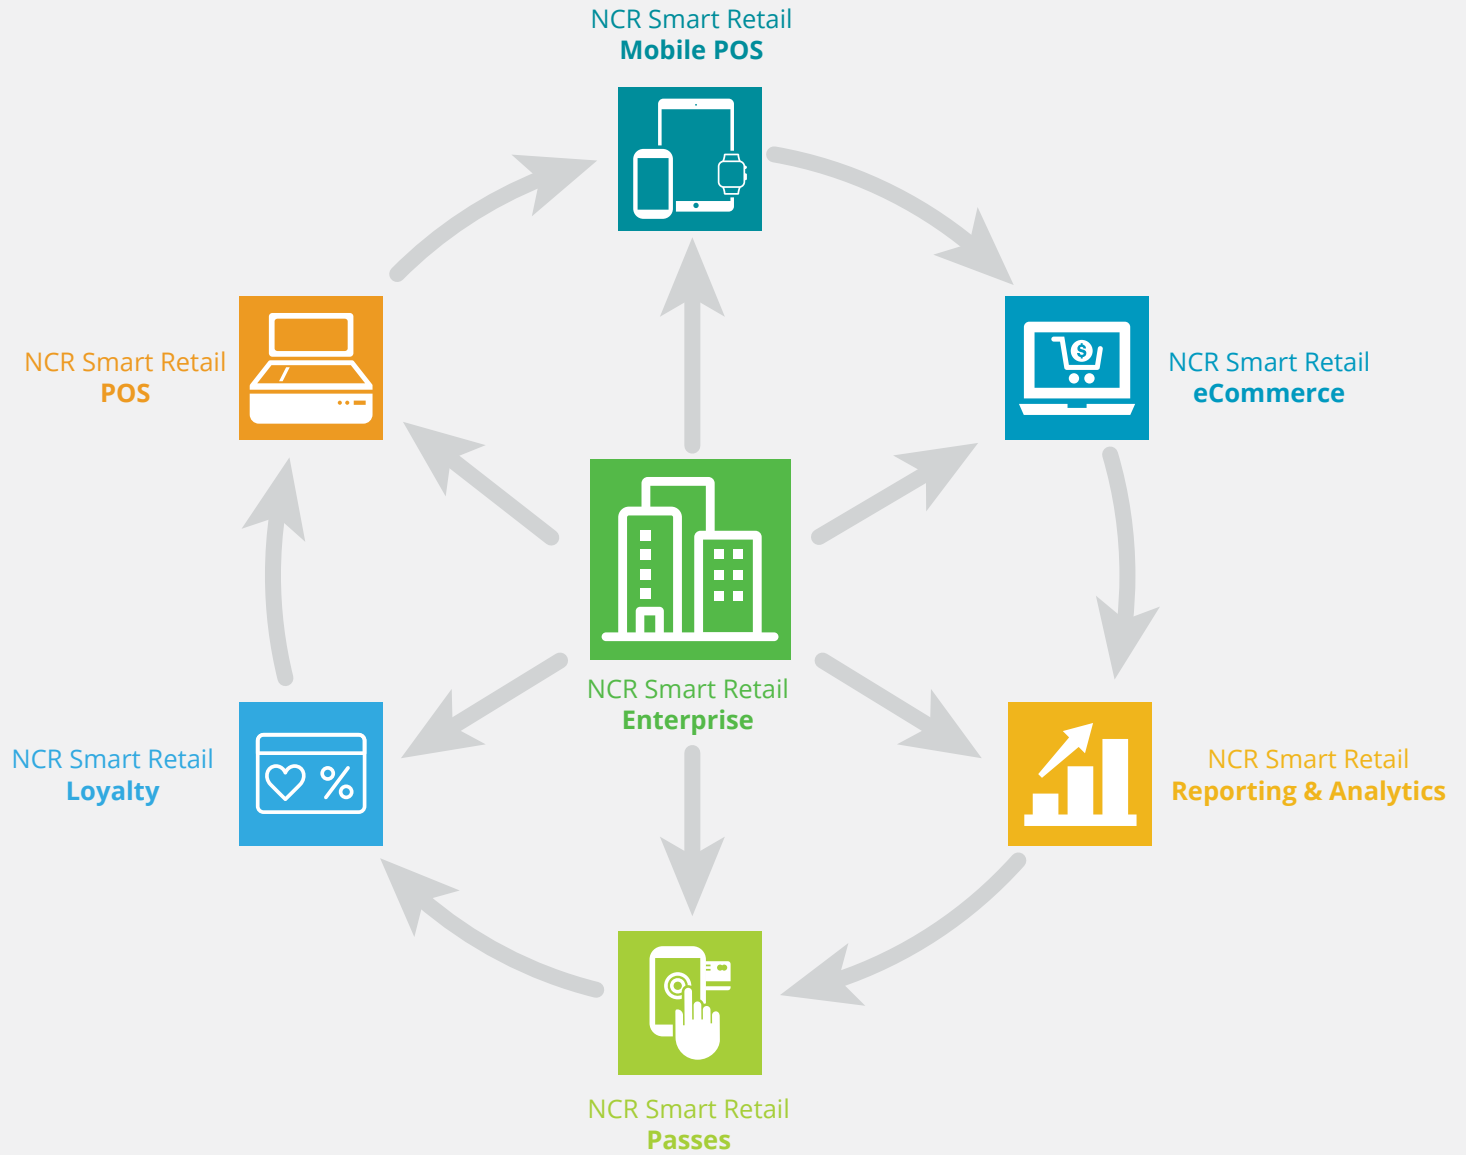 NCR Smart Retail
Mobile POS
NCR Smart Retail
POS
NCR Smart Retail
eCommerce
$
NCR Smart Retail
Enterprise
NCR Smart Retail
Loyalty
%
NCR Smart Retail
Reporting & Analytics
NCR Smart Retail
Passes